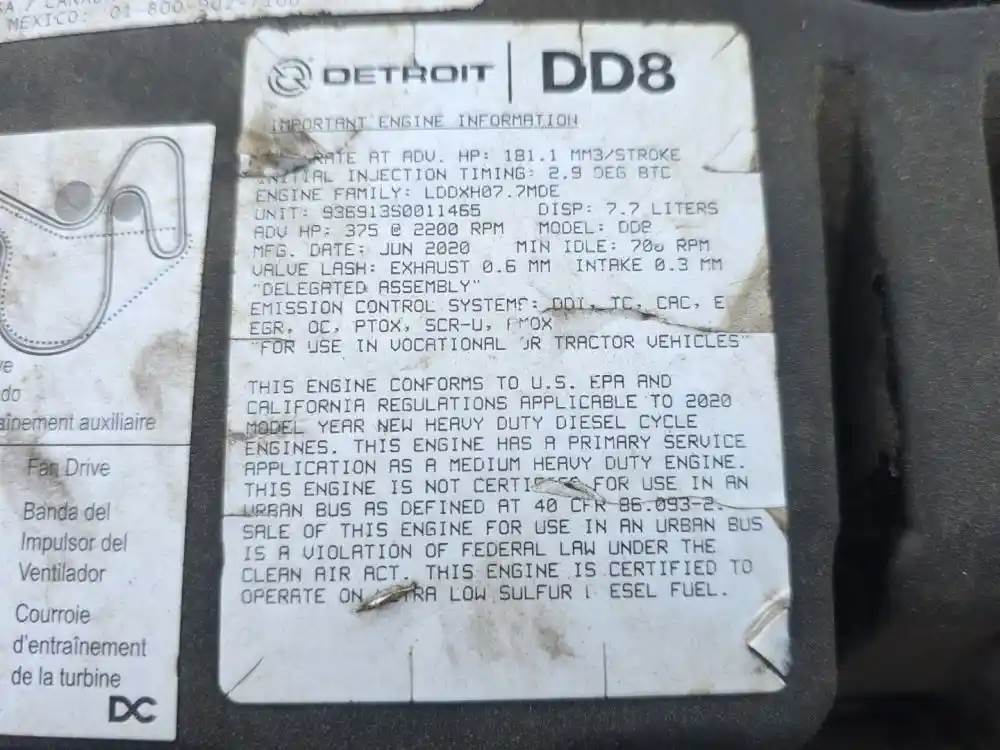 MEXICO: 01-800-902-7100
DETROIT | DD8
IMPORTANT ENGINE INFORMATION
RATE AT ADV. HP: 181.1 MM3/STROKE
INITIAL INJECTION TIMING: 2.9 DEG BTC
ENGINE FAMILY: LDDXH07.7MDE
UNIT: 936913S0011465 DISP: 7.7 LITERS
ADV HP: 375 @ 2200 RPM MODEL: DD8
MFG. DATE: JUN 2020 MIN IDLE: 700 RPM
VALVE LASH: EXHAUST 0.6 MM INTAKE 0.3 MM
"DELEGATED ASSEMBLY"
EMISSION CONTROL SYSTEMS: DDI, TC, CAC, E
EGR, OC, PTOX, SCR-U,
"FOR USE IN VOCATIONAL OR TRACTOR VEHICLES"
THIS ENGINE CONFORMS TO U.S. EPA AND
CALIFORNIA REGULATIONS APPLICABLE TO 2020
MODEL YEAR NEW HEAVY DUTY DIESEL CYCLE
ENGINES. THIS ENGINE HAS A PRIMARY SERVICE
APPLICATION AS A MEDIUM HEAVY DUTY ENGINE.
THIS ENGINE IS NOT CERTIFIED FOR USE IN AN
URBAN BUS AS DEFINED AT 40 CFR 86.093-2.
SALE OF THIS ENGINE FOR USE IN AN URBAN BUS
IS A VIOLATION OF FEDERAL LAW UNDER THE
CLEAN AIR ACT. THIS ENGINE IS CERTIFIED TO
OPERATE ON ULTRA LOW SULFUR DIESEL FUEL.
aînement auxiliaire
Fan Drive
Banda del
Impulsor del
Ventilador
Courroie
d'entraînement
de la turbine
DC